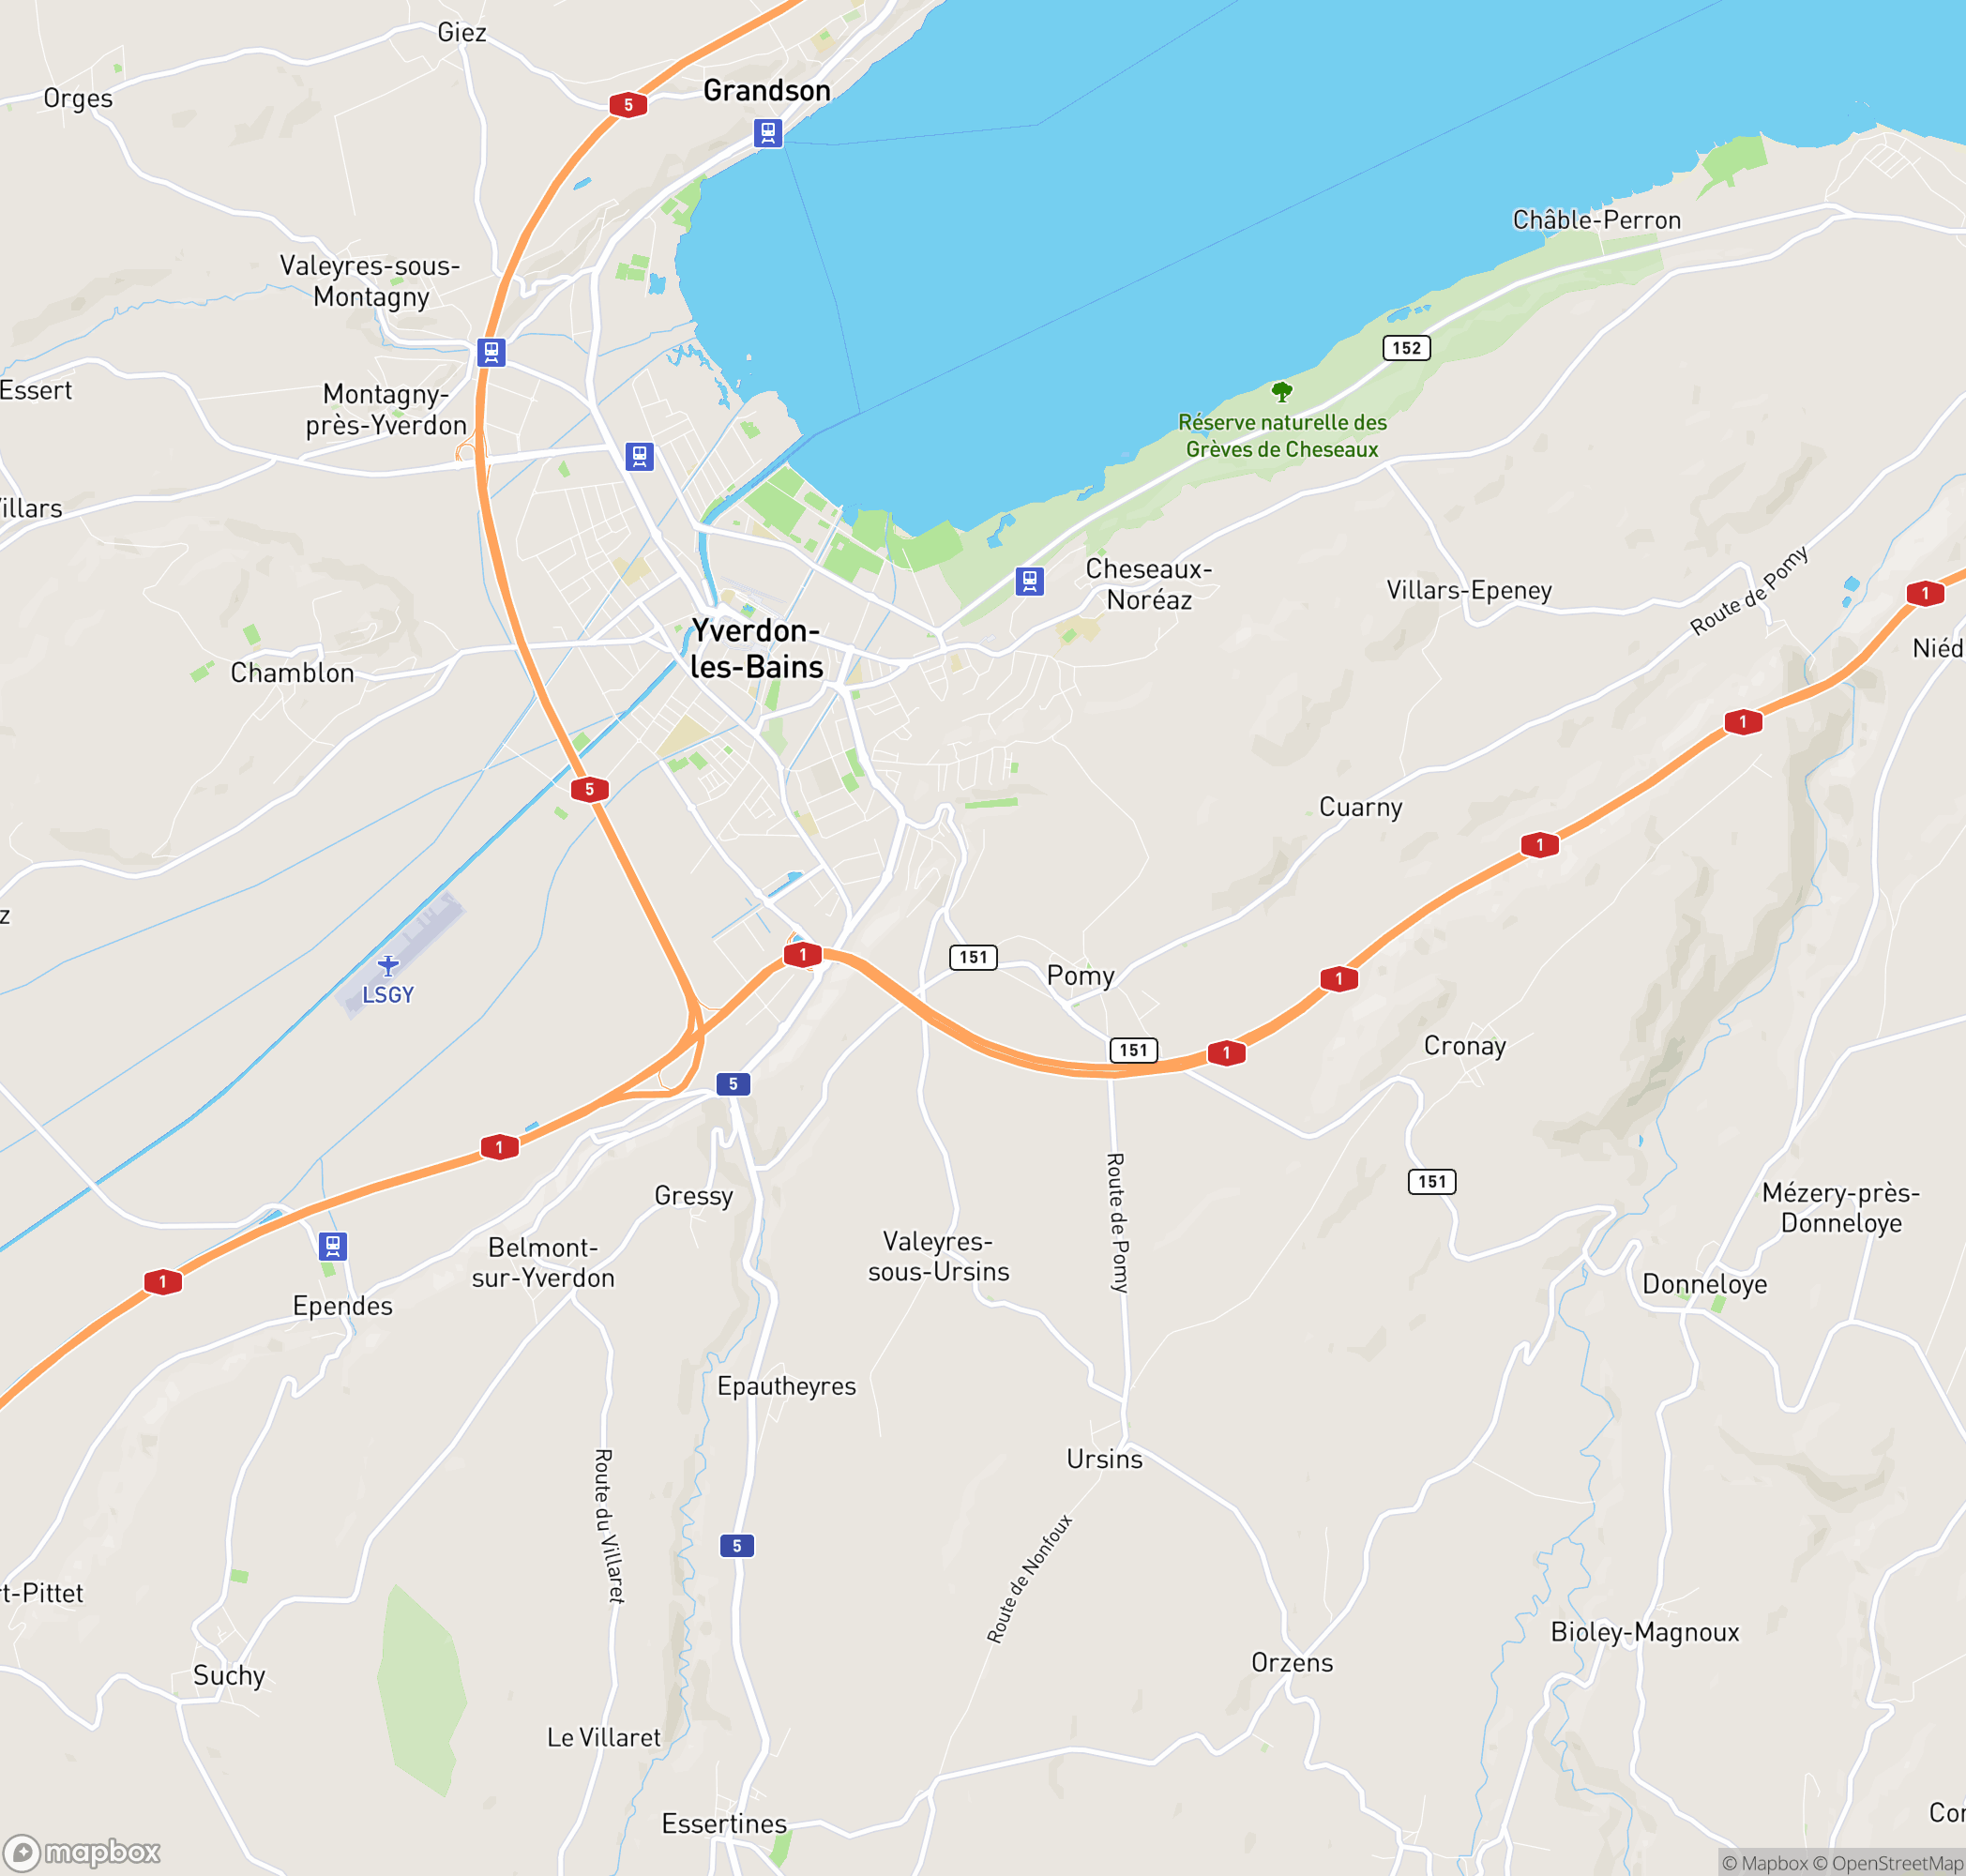 Giez
Orges
5
Grandson
Châble-Perron
Valeyres-sous-
Montagny
152
Essert
Montagny-
près-Yverdon
Réserve naturelle des
Grèves de Cheseaux
illars
Cheseaux-
Noréaz
Villars-Epeney
Route de Pomy
1
Niéd
Yverdon-
les-Bains
Chamblon
1
5
Cuarny
1
z
LSGY
1
151
Pomy
1
151
1
Cronay
5
1
151
Gressy
Route de Pomy
Mézery-près-
Donneloye
Belmont-
sur-Yverdon
Valeyres-
sous-Ursins
1
Ependes
Donneloye
Epautheyres
Ursins
Route du Villaret
5
Route de Nonfoux
rt-Pittet
Suchy
Orzens
Bioley-Magnoux
Le Villaret
Essertines
Cor
mapbox
© Mapbox © OpenStreetMap